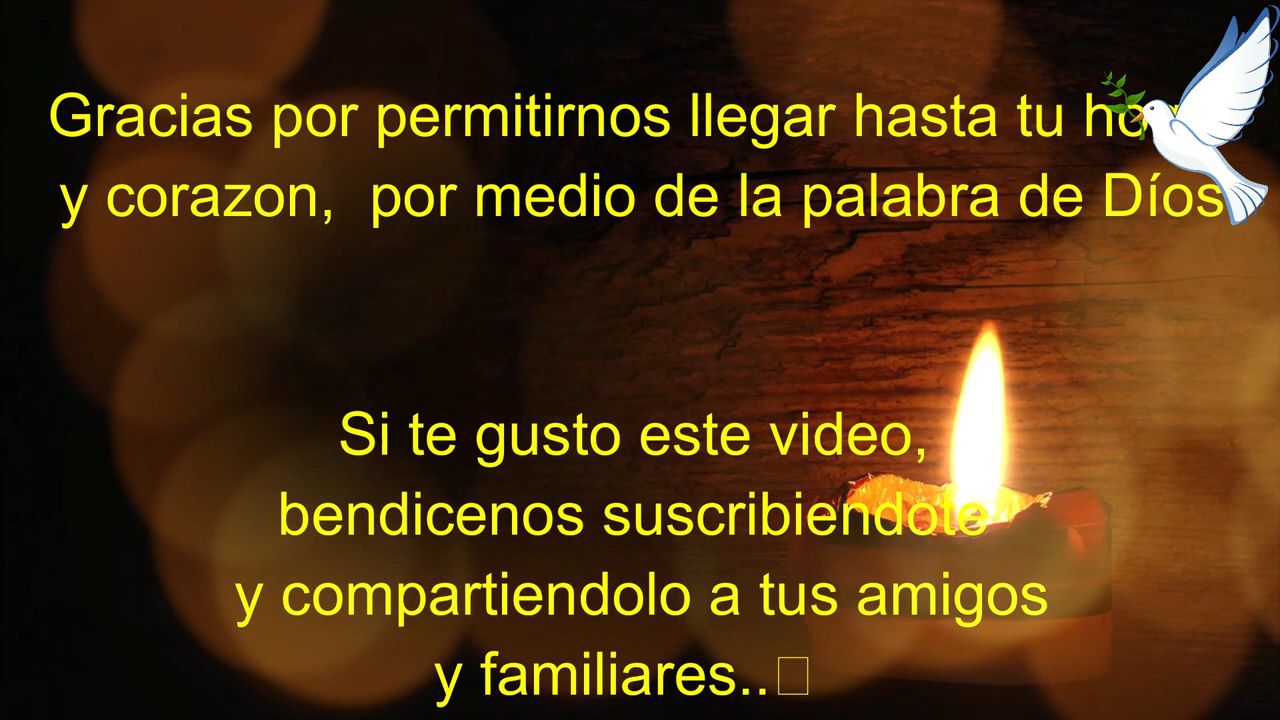 Gracias por permitirnos llegar hasta tu
y corazon, por medio de la palabra de Díos
Si te gusto este video,
bendicenos suscribiendote
y compartiendolo a tus amigos
y familiares..